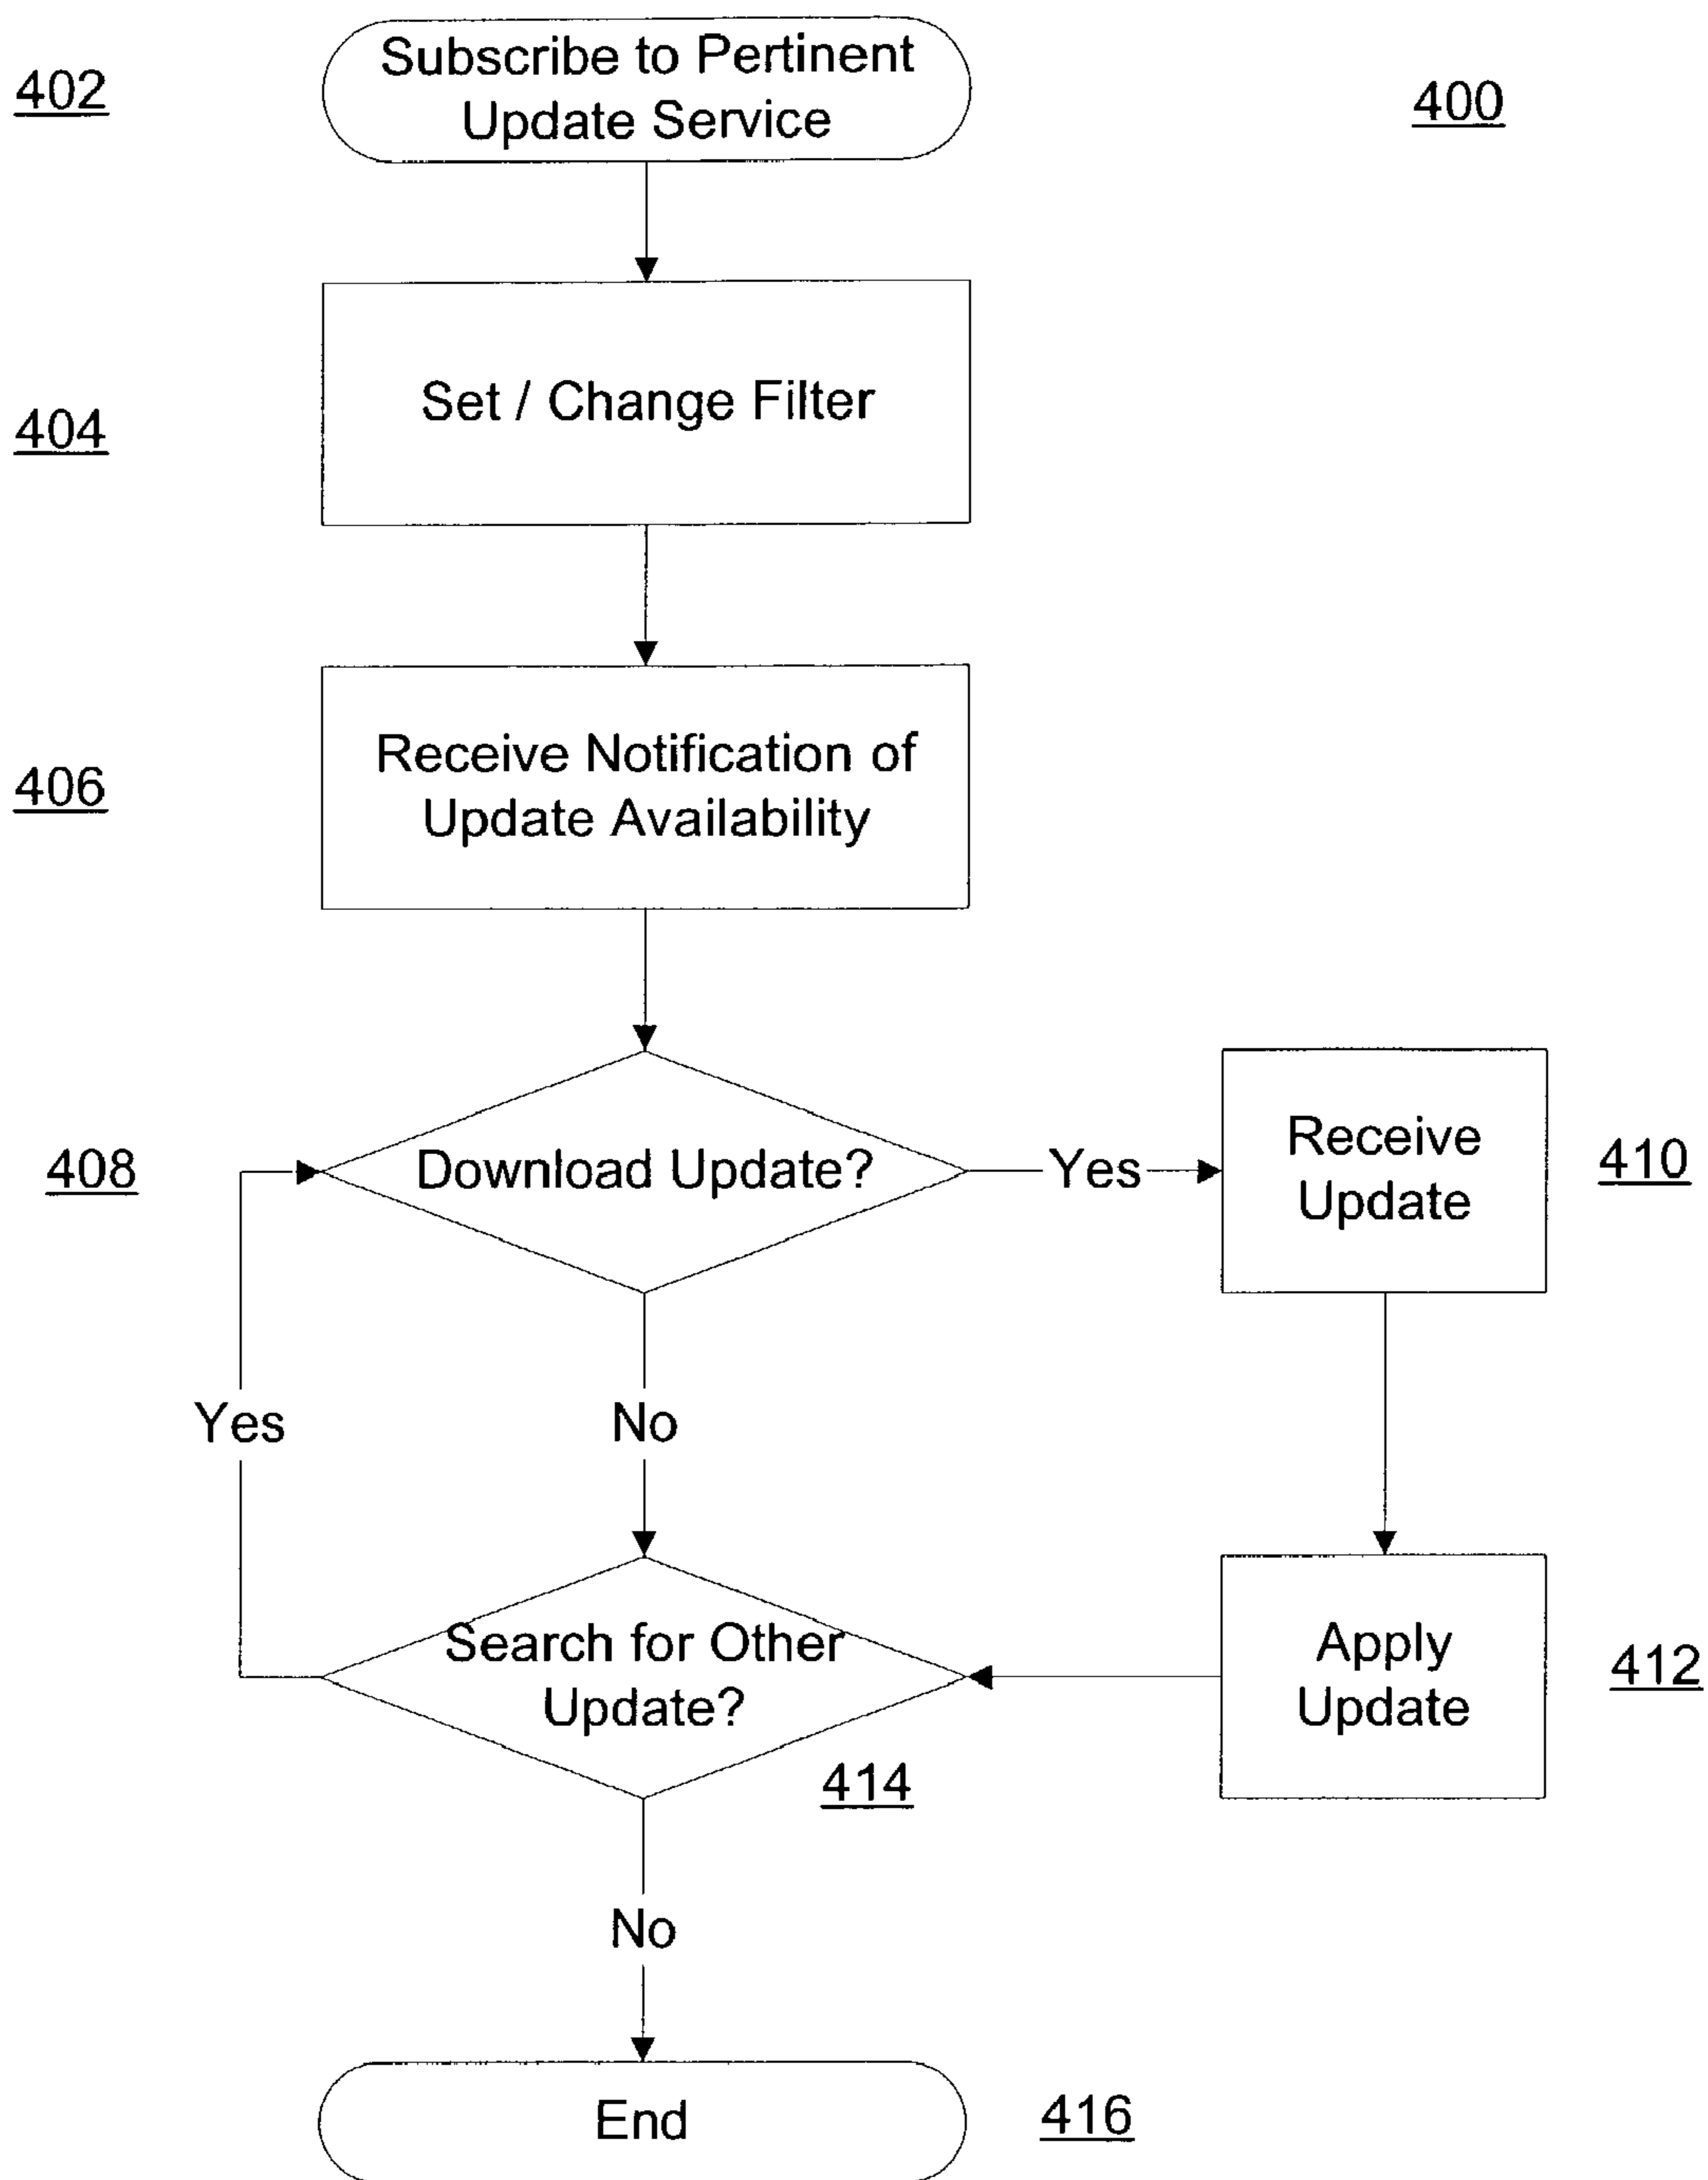 402
Subscribe to Pertinent
Update Service
400
404
Set / Change Filter
406
Receive Notification of
Update Availability
408
Download Update?
Yes
Receive
Update
410
Yes
No
Search for Other
Update?
414
Apply
Update
412
No
End
416